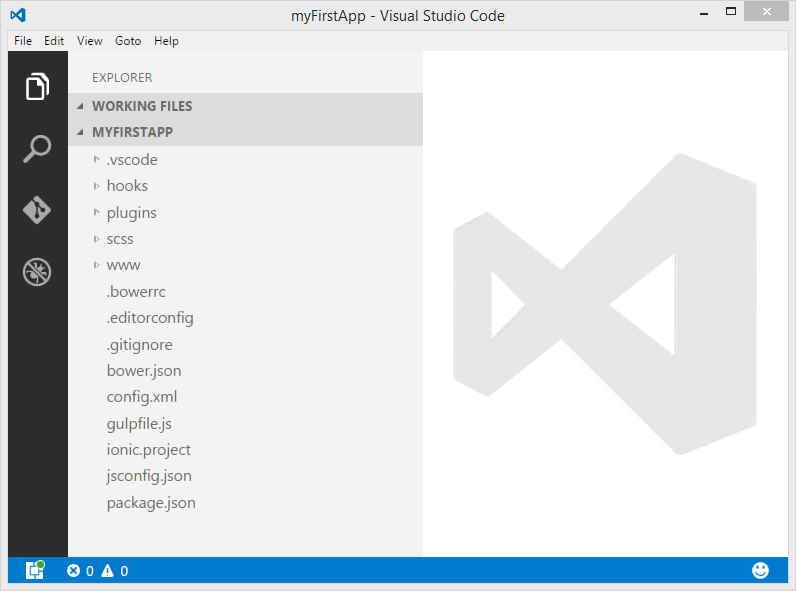 myFirstApp - Visual Studio Code
File Edit View Goto Help
EXPLORER
WORKING FILES
MYFIRSTAPP
.vscode
hooks
plugins
scss
www
.bowerrc
.editorconfig
.gitignore
bower.json
config.xml
gulpfile.js
ionic.project
jsconfig.json
package.json
0 0